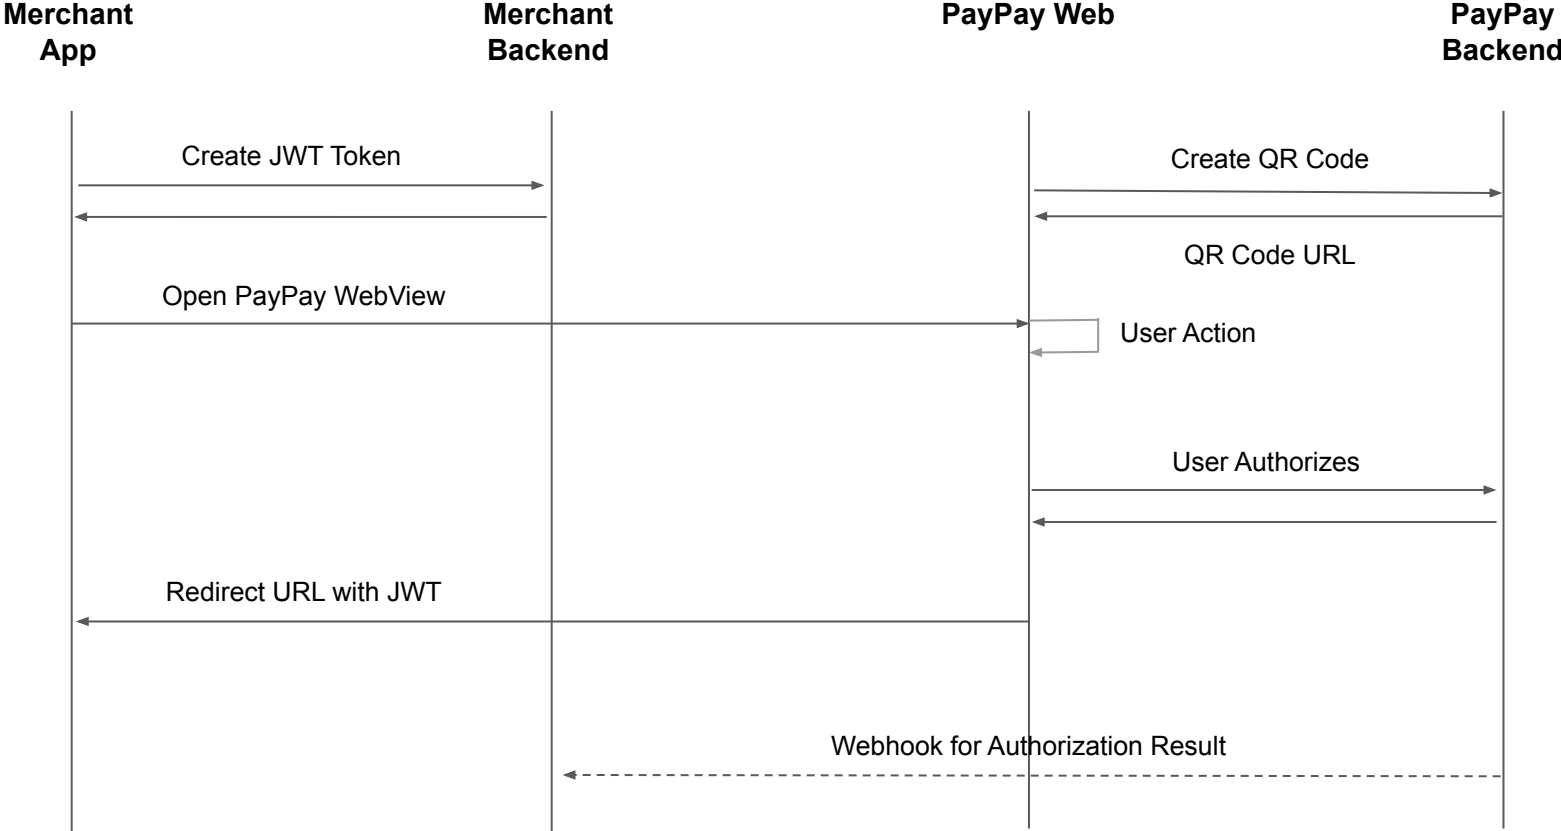 Merchant
App
Merchant
Backend
PayPay Web
PayPay
Backend
Create JWT Token
Create QR Code
QR Code URL
Open PayPay WebView
User Action
User Authorizes
Redirect URL with JWT
Webhook for Authorization Result